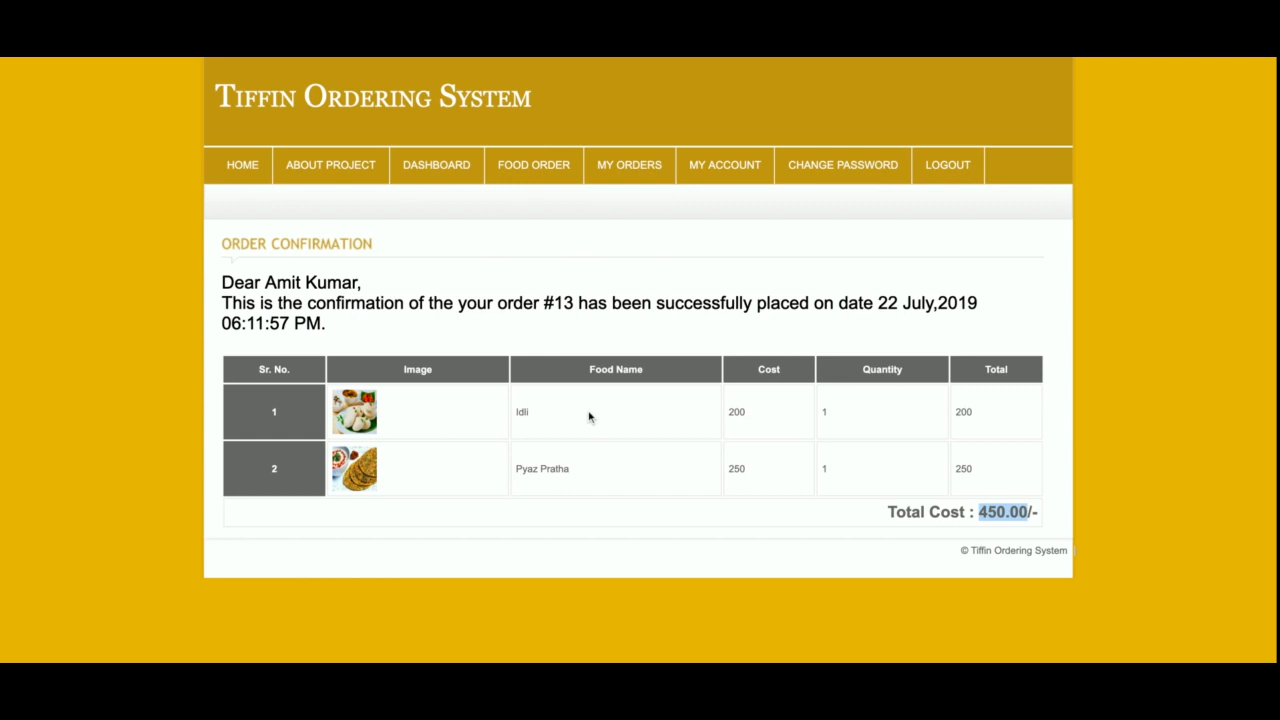 Tiffin Ordering System
HOME ABOUT PROJECT DASHBOARD FOOD ORDER MY ORDERS MY ACCOUNT CHANGE PASSWORD LOGOUT
ORDER CONFIRMATION
Dear Amit Kumar,
This is the confirmation of the your order #13 has been successfully placed on date 22 July,2019
06:11:57 PM.
Sr. No. Image Food Name Cost Quantity Total
1 Idli 200 1 200
2 Pyaz Pratha 250 1 250
Total Cost : 450.00/-
© Tiffin Ordering System |